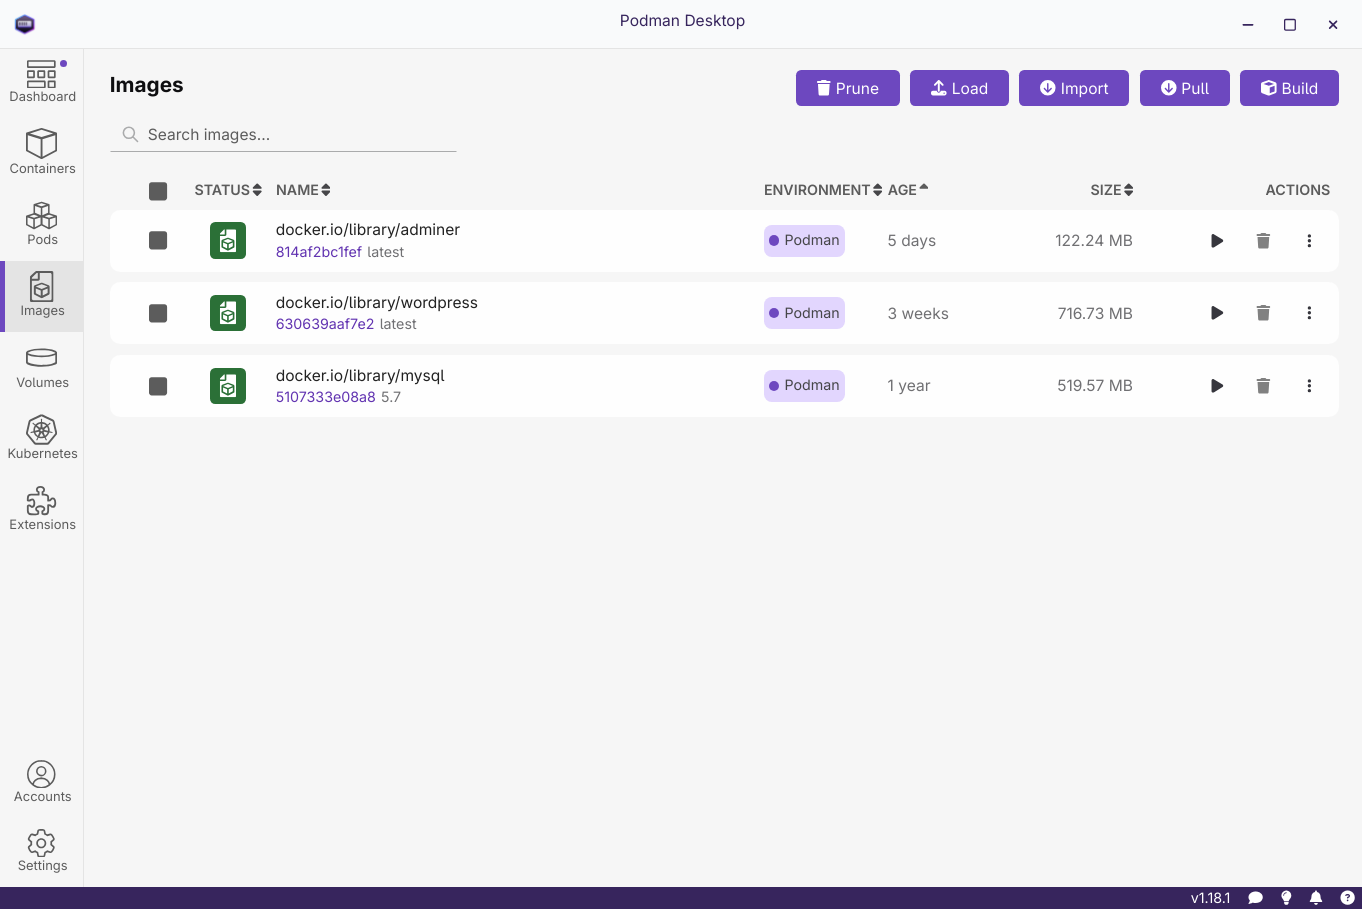 Podman Desktop
Dashboard
Containers
Pods
Images
Volumes
Kubernetes
Extensions
Accounts
Settings
Images
Prune
Load
Import
Pull
Build
Search images...
STATUS NAME ENVIRONMENT AGE SIZE ACTIONS
docker.io/library/adminer
814af2bc1fef latest
Podman
5 days
122.24 MB
docker.io/library/wordpress
630639aaf7e2 latest
Podman
3 weeks
716.73 MB
docker.io/library/mysql
5107333e08a8 5.7
Podman
1 year
519.57 MB
v1.18.1